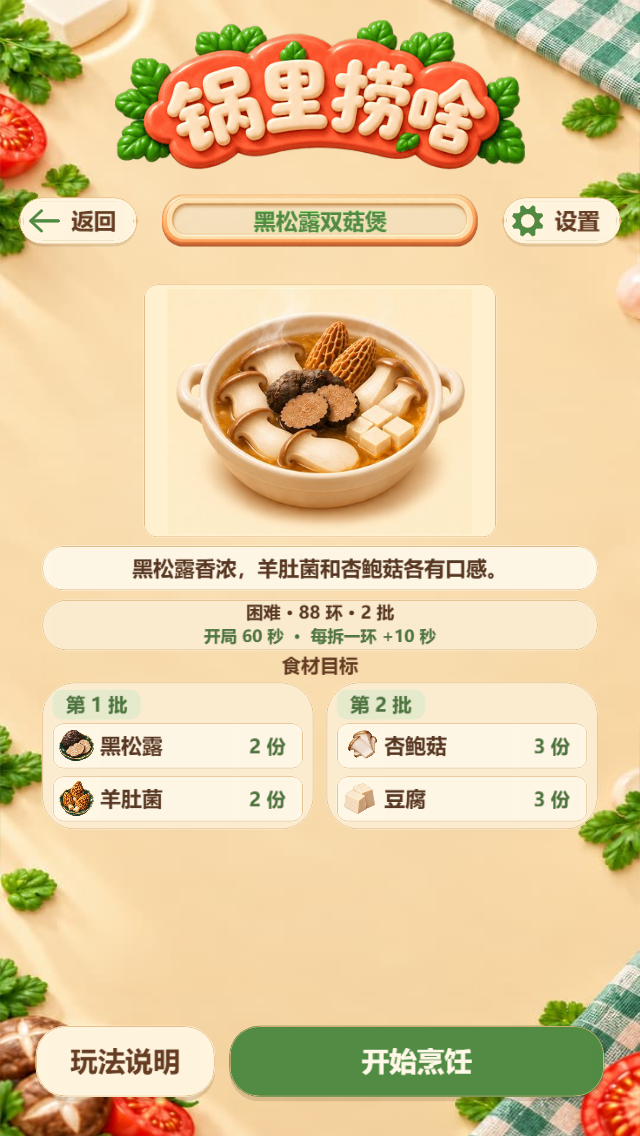 锅里捞啥
返回
黑松露双菇煲
设置
黑松露香浓，羊肚菌和杏鲍菇各有口感。
困难 • 88 环 • 2 批
开局 60 秒 • 每拆一环 +10 秒
食材目标
第 1 批
黑松露 2 份
羊肚菌 2 份
第 2 批
杏鲍菇 3 份
豆腐 3 份
玩法说明
开始烹饪